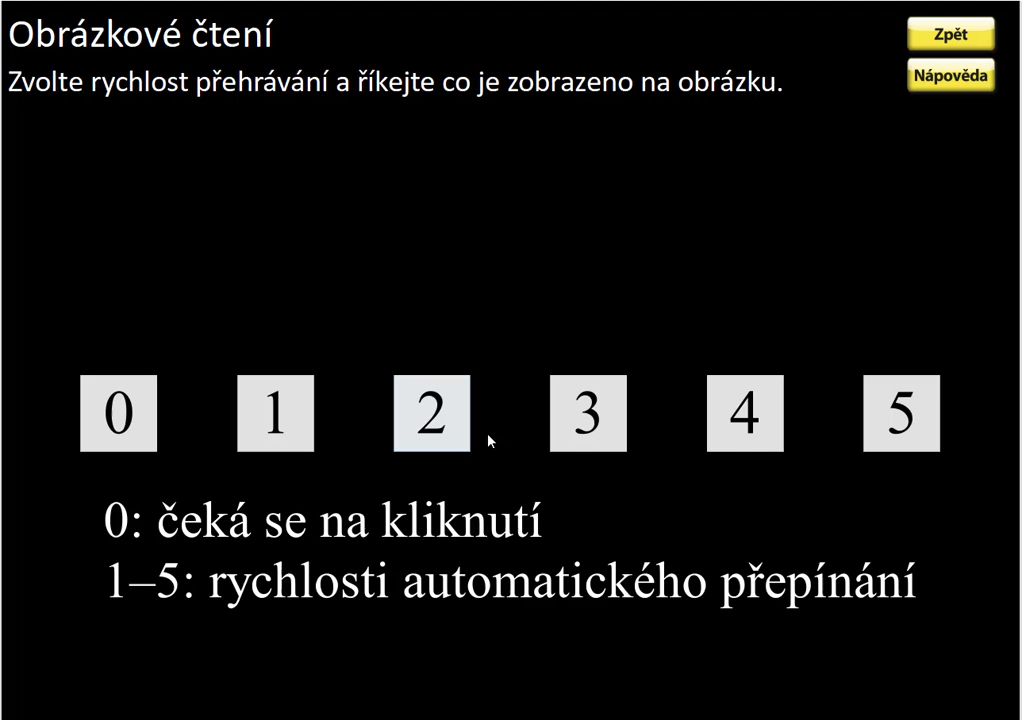 Obrázkové čtení
Zpět
Zvolte rychlost přehrávání a říkejte co je zobrazeno na obrázku.
Nápověda
0 1 2 3 4 5
0: čeká se na kliknutí
1–5: rychlosti automatického přepínání